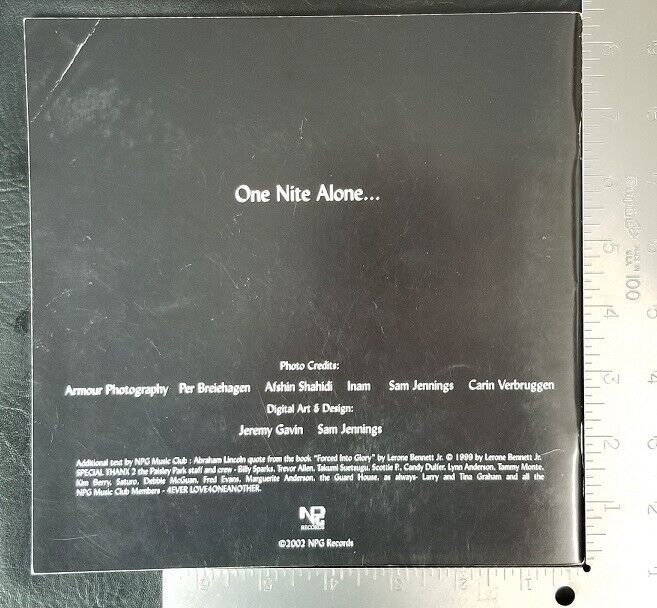 One Nite Alone...
Photo Credits:
Armour Photography Per Breiehagen Afshin Shahidi Inam Sam Jennings Carin Verbruggen
Digital Art & Design:
Jeremy Gavin Sam Jennings
Additional text by NPG Music Club : Abraham Lincoln quote from the book "Forced Into Glory" by Lerone Bennett Jr. © 1999 by Lerone Bennett Jr.
SPECIAL THANX 2 the Paisley Park staff and crew - Billy Sparks, Trevor Allen, Takumi Suetsugu, Scottie P., Candy Dulfer, Lynn Anderson, Tammy Monte,
Kim Berry, Saturo, Debbie McGuan, Fred Evans, Marguerite Anderson, the Guard House, as always- Larry and Tina Graham and all the
NPG Music Club Members - 4EVER LOVE4ONEANOTHER.
NPG
RECORDS
©2002 NPG Records